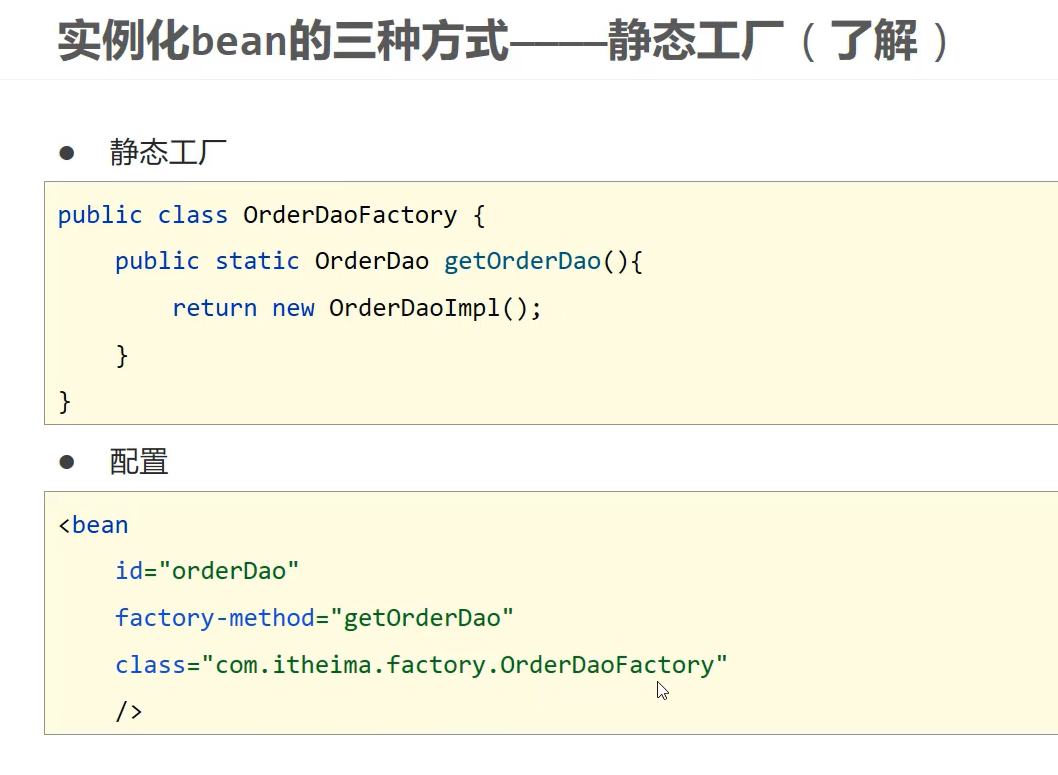 实例化bean的三种方式————静态工厂（了解）
● 静态工厂
public class OrderDaoFactory {
    public static OrderDao getOrderDao(){
        return new OrderDaoImpl();
    }
}
● 配置
<bean
    id="orderDao"
    factory-method="getOrderDao"
    class="com.itheima.factory.OrderDaoFactory"
    />